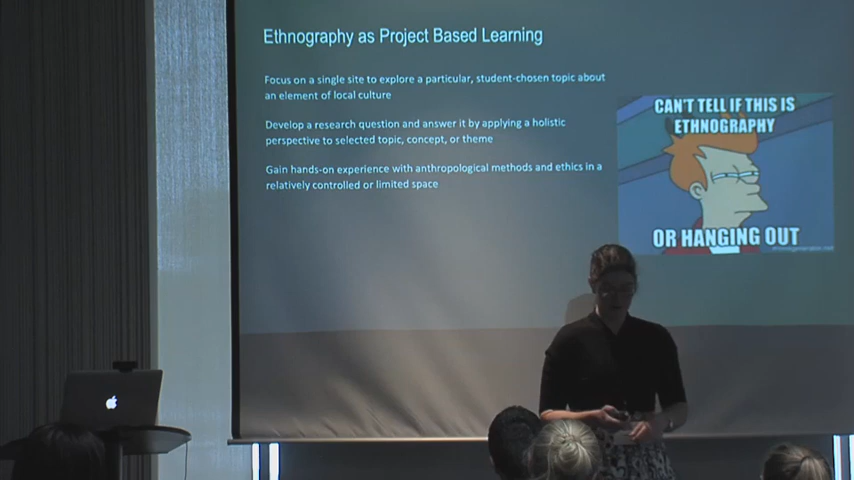 Ethnography as Project Based Learning
Focus on a single site to explore a particular, student-chosen topic about
an element of local culture
Develop a research question and answer it by applying a holistic
perspective to selected topic, concept, or theme
Gain hands-on experience with anthropological methods and ethics in a
relatively controlled or limited space
CAN'T TELL IF THIS IS
ETHNOGRAPHY
OR HANGING OUT